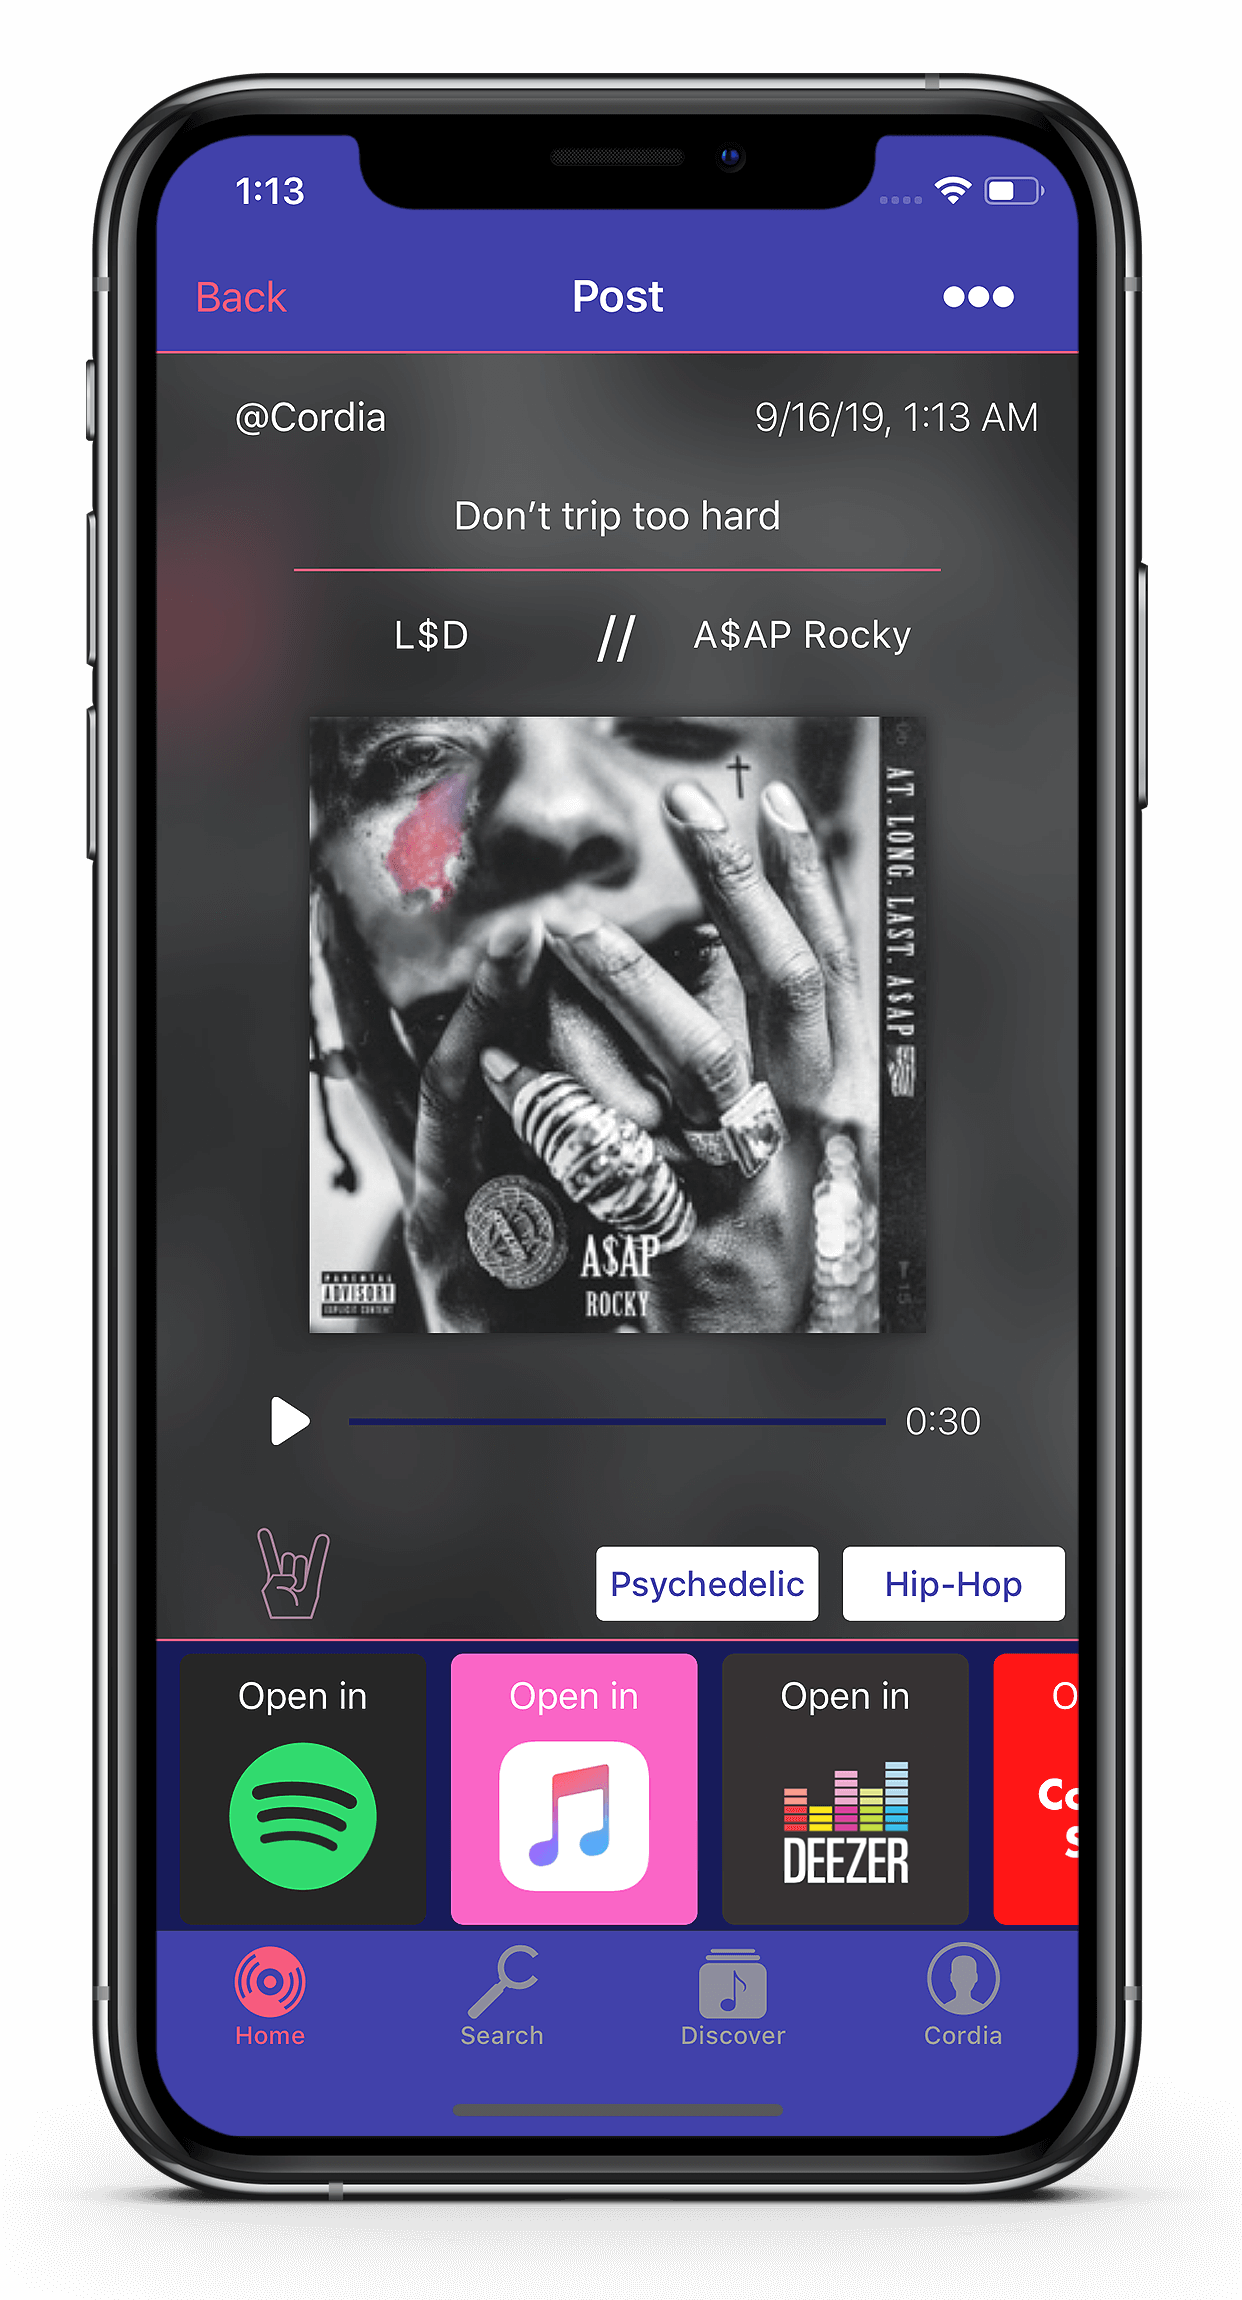 1:13
Back
Post
@Cordia
9/16/19, 1:13 AM
Don't trip too hard
L$D // A$AP Rocky
AT. LONG. LAST. A$AP
A$AP
ROCKY
PARENTAL
ADVISORY
EXPLICIT CONTENT
0:30
Psychedelic
Hip-Hop
Open in
Open in
Open in
DEEZER
Home
Search
Discover
Cordia